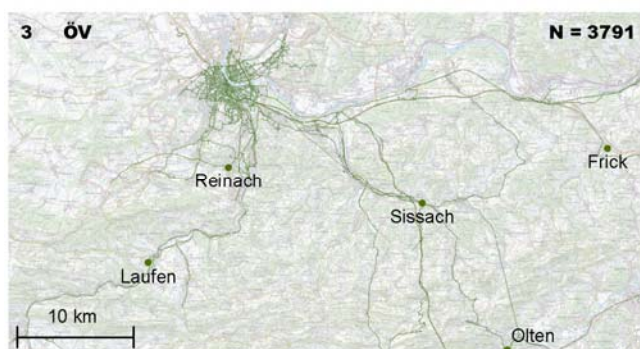 3 ÖV N = 3791
Reinach
Frick
Sissach
Laufen
10 km
Olten